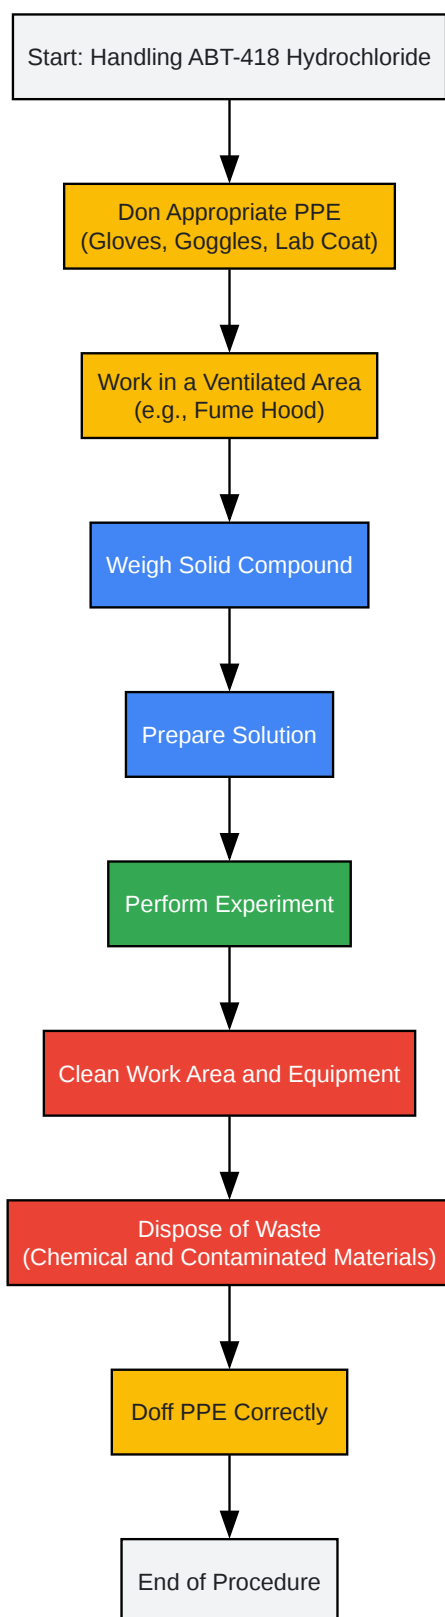 Start: Handling ABT-418 Hydrochloride
Don Appropriate PPE
(Gloves, Goggles, Lab Coat)
Work in a Ventilated Area
(e.g., Fume Hood)
Weigh Solid Compound
Prepare Solution
Perform Experiment
Clean Work Area and Equipment
Dispose of Waste
(Chemical and Contaminated Materials)
Doff PPE Correctly
End of Procedure